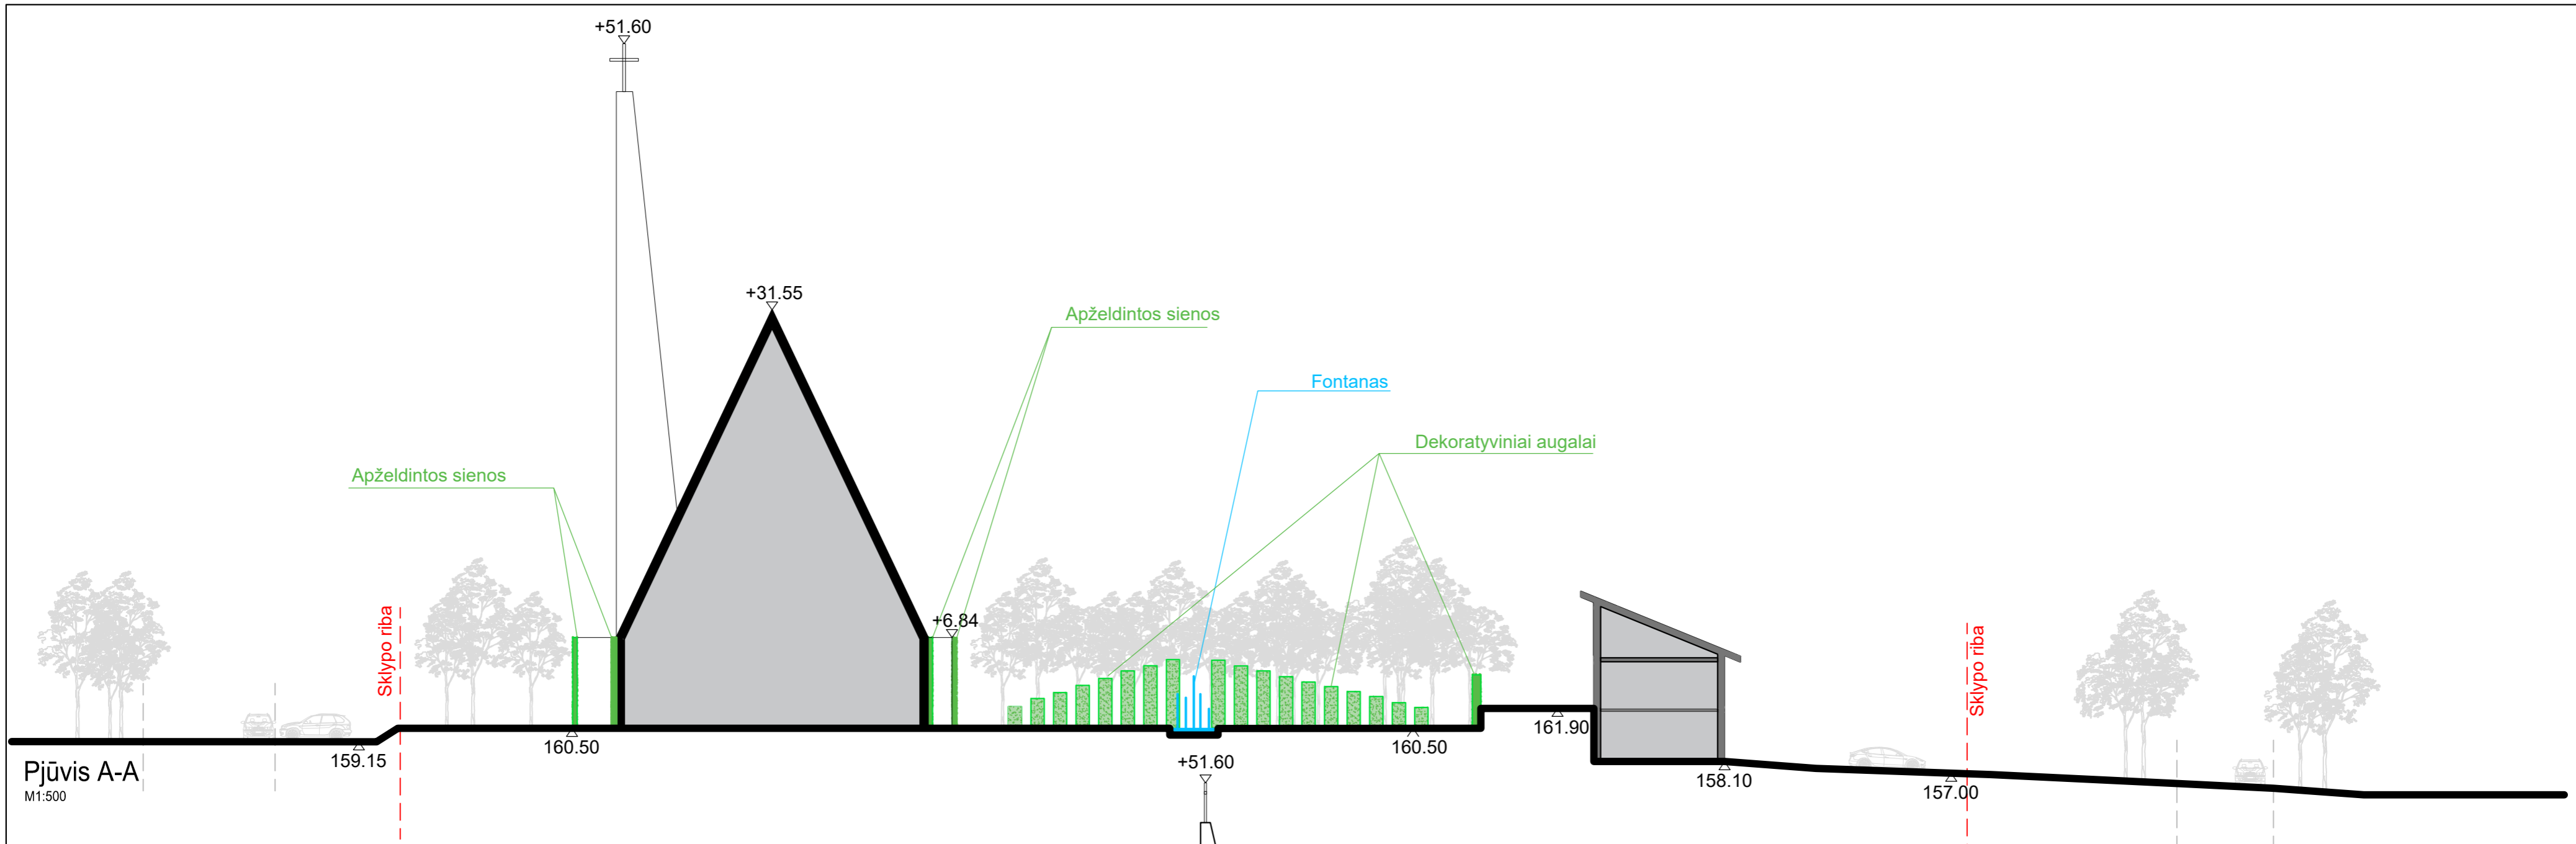 +51.60
+31.55
Apželdintos sienos
Fontanas
Dekoratyviniai augalai
Apželdintos sienos
+6.84
Sklypo riba
Sklypo riba
161.90
159.15
160.50
160.50
+51.60
158.10
157.00
Pjūvis A-A
M1:500